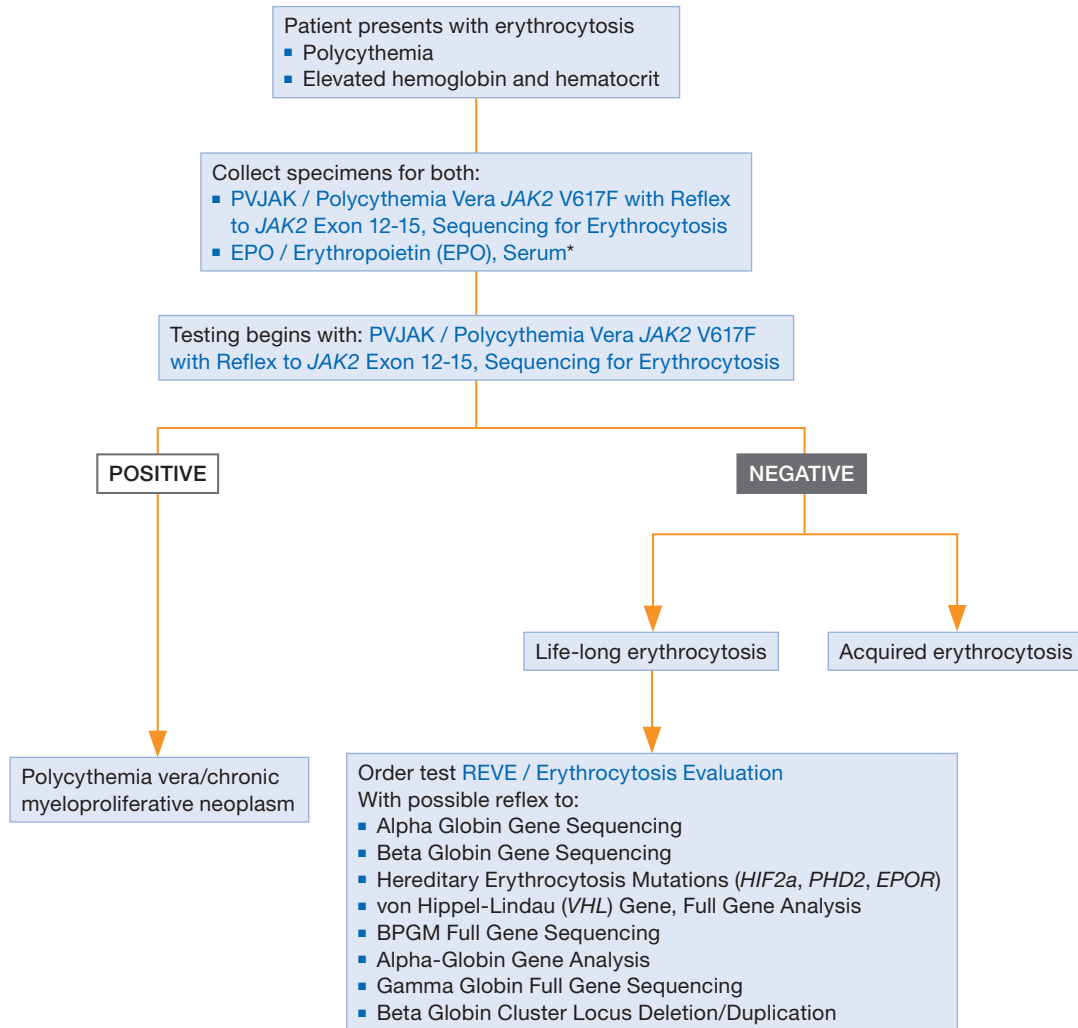 Patient presents with erythrocytosis
▪ Polycythemia
▪ Elevated hemoglobin and hematocrit
Collect specimens for both:
▪ PVJAK / Polycythemia Vera JAK2 V617F with Reflex
to JAK2 Exon 12-15, Sequencing for Erythrocytosis
▪ EPO / Erythropoietin (EPO), Serum*
Testing begins with: PVJAK / Polycythemia Vera JAK2 V617F
with Reflex to JAK2 Exon 12-15, Sequencing for Erythrocytosis
POSITIVE
NEGATIVE
Life-long erythrocytosis
Acquired erythrocytosis
Polycythemia vera/chronic
myeloproliferative neoplasm
Order test REVE / Erythrocytosis Evaluation
With possible reflex to:
▪ Alpha Globin Gene Sequencing
▪ Beta Globin Gene Sequencing
▪ Hereditary Erythrocytosis Mutations (HIF2a, PHD2, EPOR)
▪ von Hippel-Lindau (VHL) Gene, Full Gene Analysis
▪ BPGM Full Gene Sequencing
▪ Alpha-Globin Gene Analysis
▪ Gamma Globin Full Gene Sequencing
▪ Beta Globin Cluster Locus Deletion/Duplication